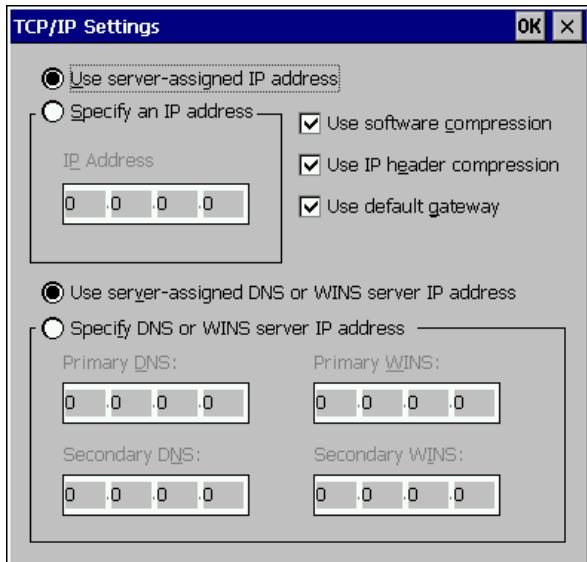 TCP/IP Settings OK
Use server-assigned IP address
Specify an IP address
Use software compression
IP Address
Use IP header compression
0 .0 .0 .0
Use default gateway
Use server-assigned DNS or WINS server IP address
Specify DNS or WINS server IP address
Primary DNS: Primary WINS:
0 .0 .0 .0 0 .0 .0 .0
Secondary DNS: Secondary WINS:
0 .0 .0 .0 0 .0 .0 .0